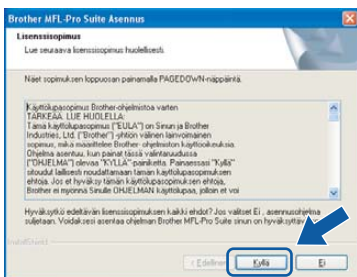 Brother MFL-Pro Suite Asennus
Lisenssisopimus
Lue seuraava lisenssisopimus huolellisesti.
Näet sopimuksen loppuosan painamalla PAGEDOWN-näppäintä.
Käyttölupasopimus Brother-ohjelmistoa varten
TÄRKEÄÄ: LUE HUOLELLA:
Tämä käyttölupasopimus ("EULA") on Sinun ja Brother
Industries, Ltd. ("Brother") -yhtiön välinen lainvoimainen
sopimus, mikä määrittelee Brother -ohjelmiston käyttöoikeuksia.
Ohjelma asentuu, kun painat tässä valintaruudussa
("OHJELMA") olevaa "KYLLÄ"-painiketta. Painaessasi "Kyllä"
sitoudut laillisesti noudattamaan tämän käyttölupasopimuksen
ehtoja. Jos et hyväksy tämän käyttölupasopimuksen ehtoja,
Brother ei myönnä Sinulle OHJELMAN käyttölupaa, jolloin et voi
Hyväksytkö edeltävän lisenssisopimuksen kaikki ehdot? Jos valitset Ei , asennusohjelma
suljetaan. Voidaksesi asentaa ohjelman Brother MFL-Pro Suite sinun on hyväksyttävä
InstallShield
< Edellinen
Kyllä
Ei